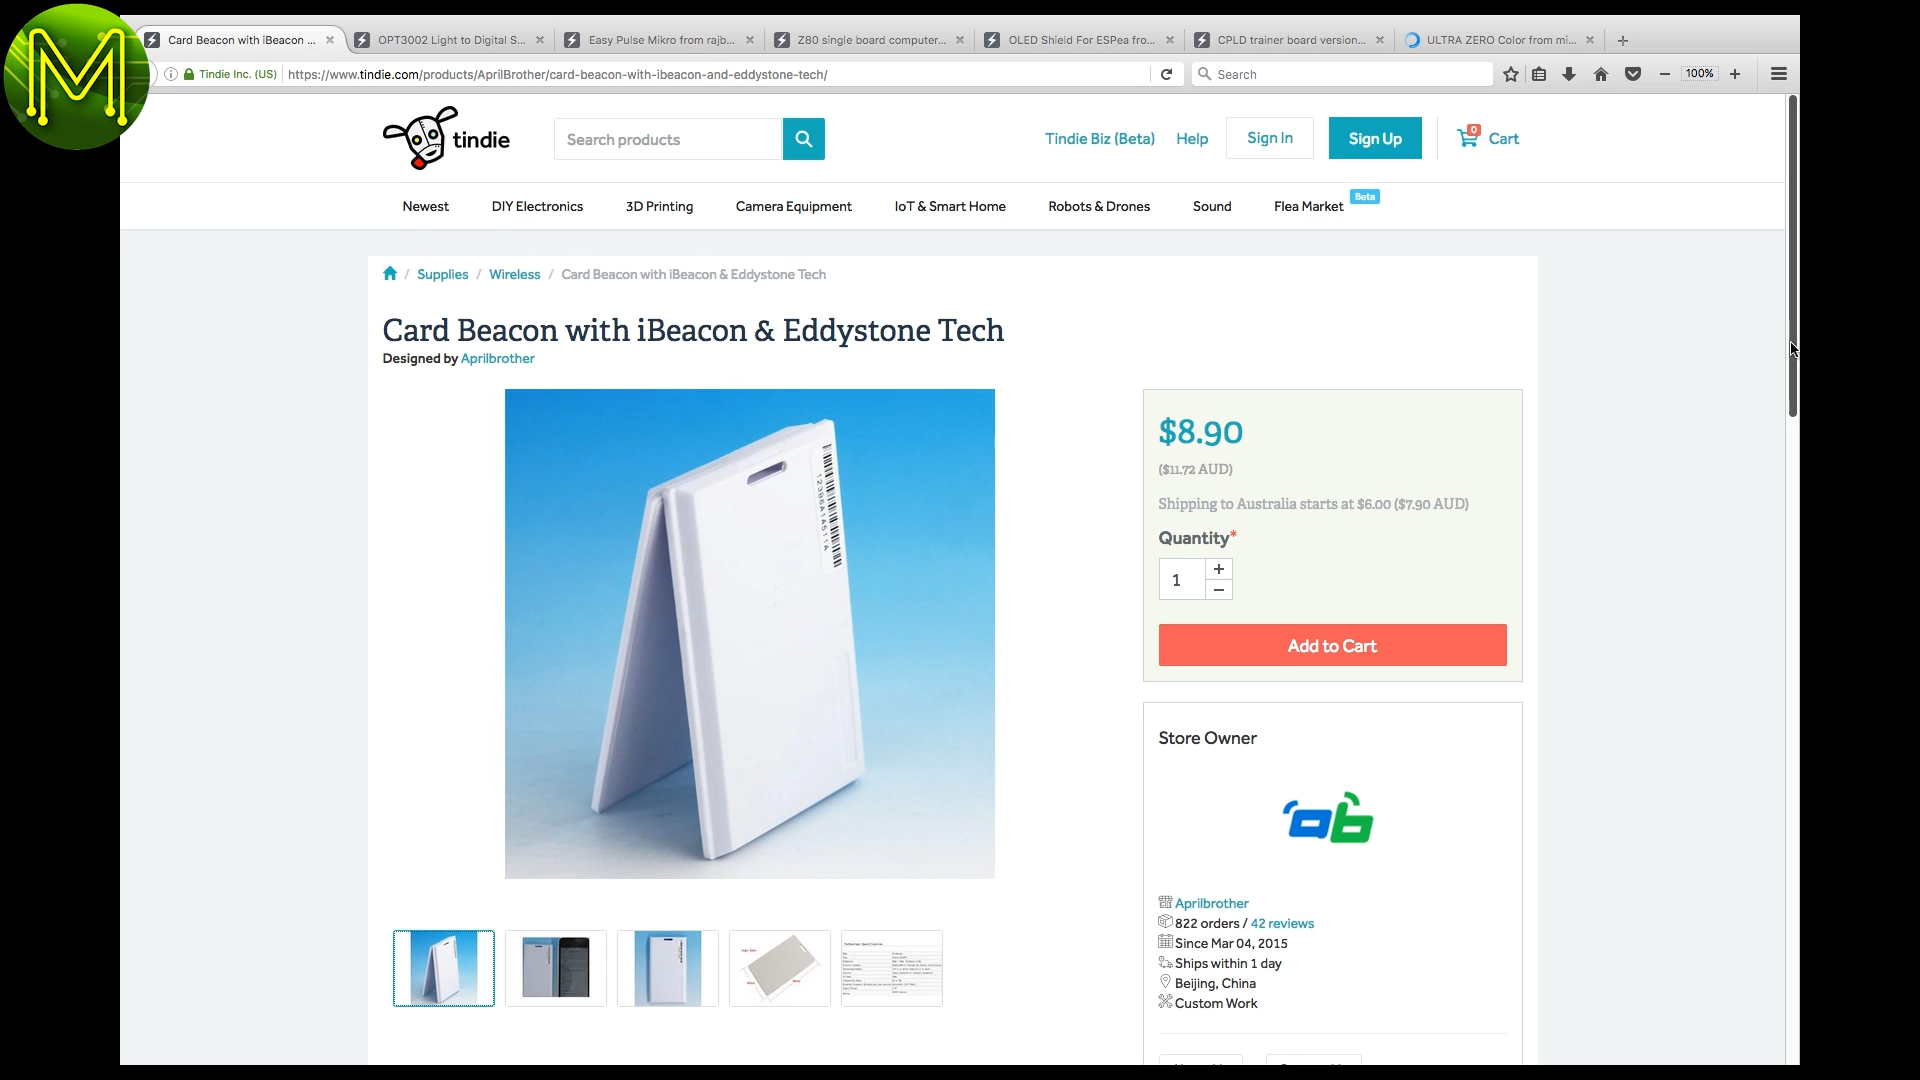 Card Beacon with iBeacon ...
OPT3002 Light to Digital S...
Easy Pulse Mikro from rajb...
Z80 single board computer...
OLED Shield For ESPea fro...
CPLD trainer board version...
ULTRA ZERO Color from mi...
Tindie Inc. (US)
https://www.tindie.com/products/AprilBrother/card-beacon-with-ibeacon-and-eddystone-tech/
Search
100%
tindie
Search products
Tindie Biz (Beta)
Help
Sign In
Sign Up
0
Cart
Newest
DIY Electronics
3D Printing
Camera Equipment
IoT & Smart Home
Robots & Drones
Sound
Flea Market
Beta
/ Supplies / Wireless / Card Beacon with iBeacon & Eddystone Tech
Card Beacon with iBeacon & Eddystone Tech
Designed by Aprilbrother
12386A1A511A
$8.90
($11.72 AUD)
Shipping to Australia starts at $6.00 ($7.90 AUD)
Quantity*
1
+
−
Add to Cart
Store Owner
ab
Aprilbrother
822 orders / 42 reviews
Since Mar 04, 2015
Ships within 1 day
Beijing, China
Custom Work